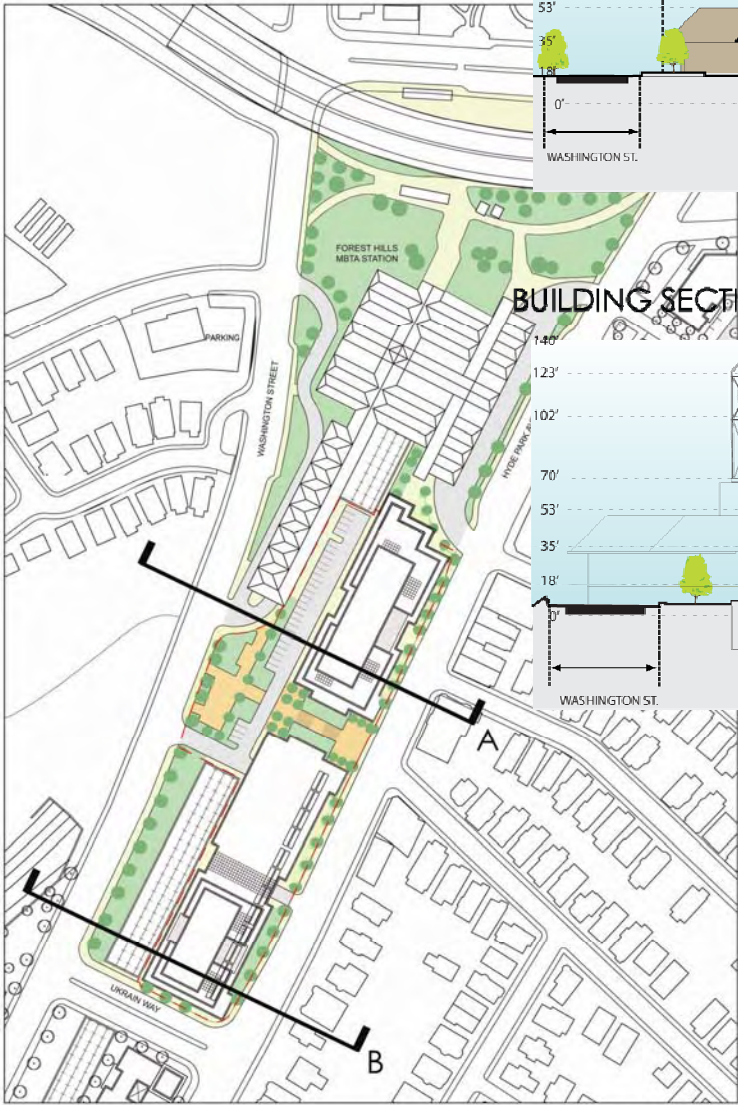 53'
35'
18'
0'
WASHINGTON ST.
FOREST HILLS
MBTA STATION
PARKING
WASHINGTON STREET
HYDE PARK
BUILDING SECTI
140'
123'
102'
70'
53'
35'
18'
0'
WASHINGTON ST.
A
UKRAIN WAY
B